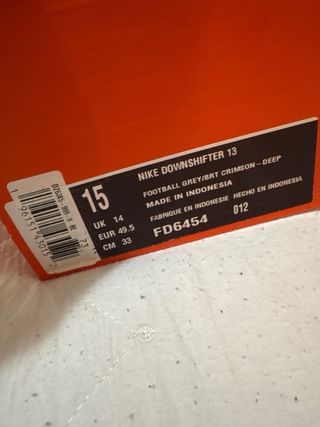 NIKE DOWNSHIFTER 13
FOOTBALL GREY/BRT CRIMSON-DEEP
MADE IN INDONESIA
FABRIQUE EN INDONESIE HECHO EN INDONESIA
FD6454 012
15
UK 14
EUR 49.5
CM 33